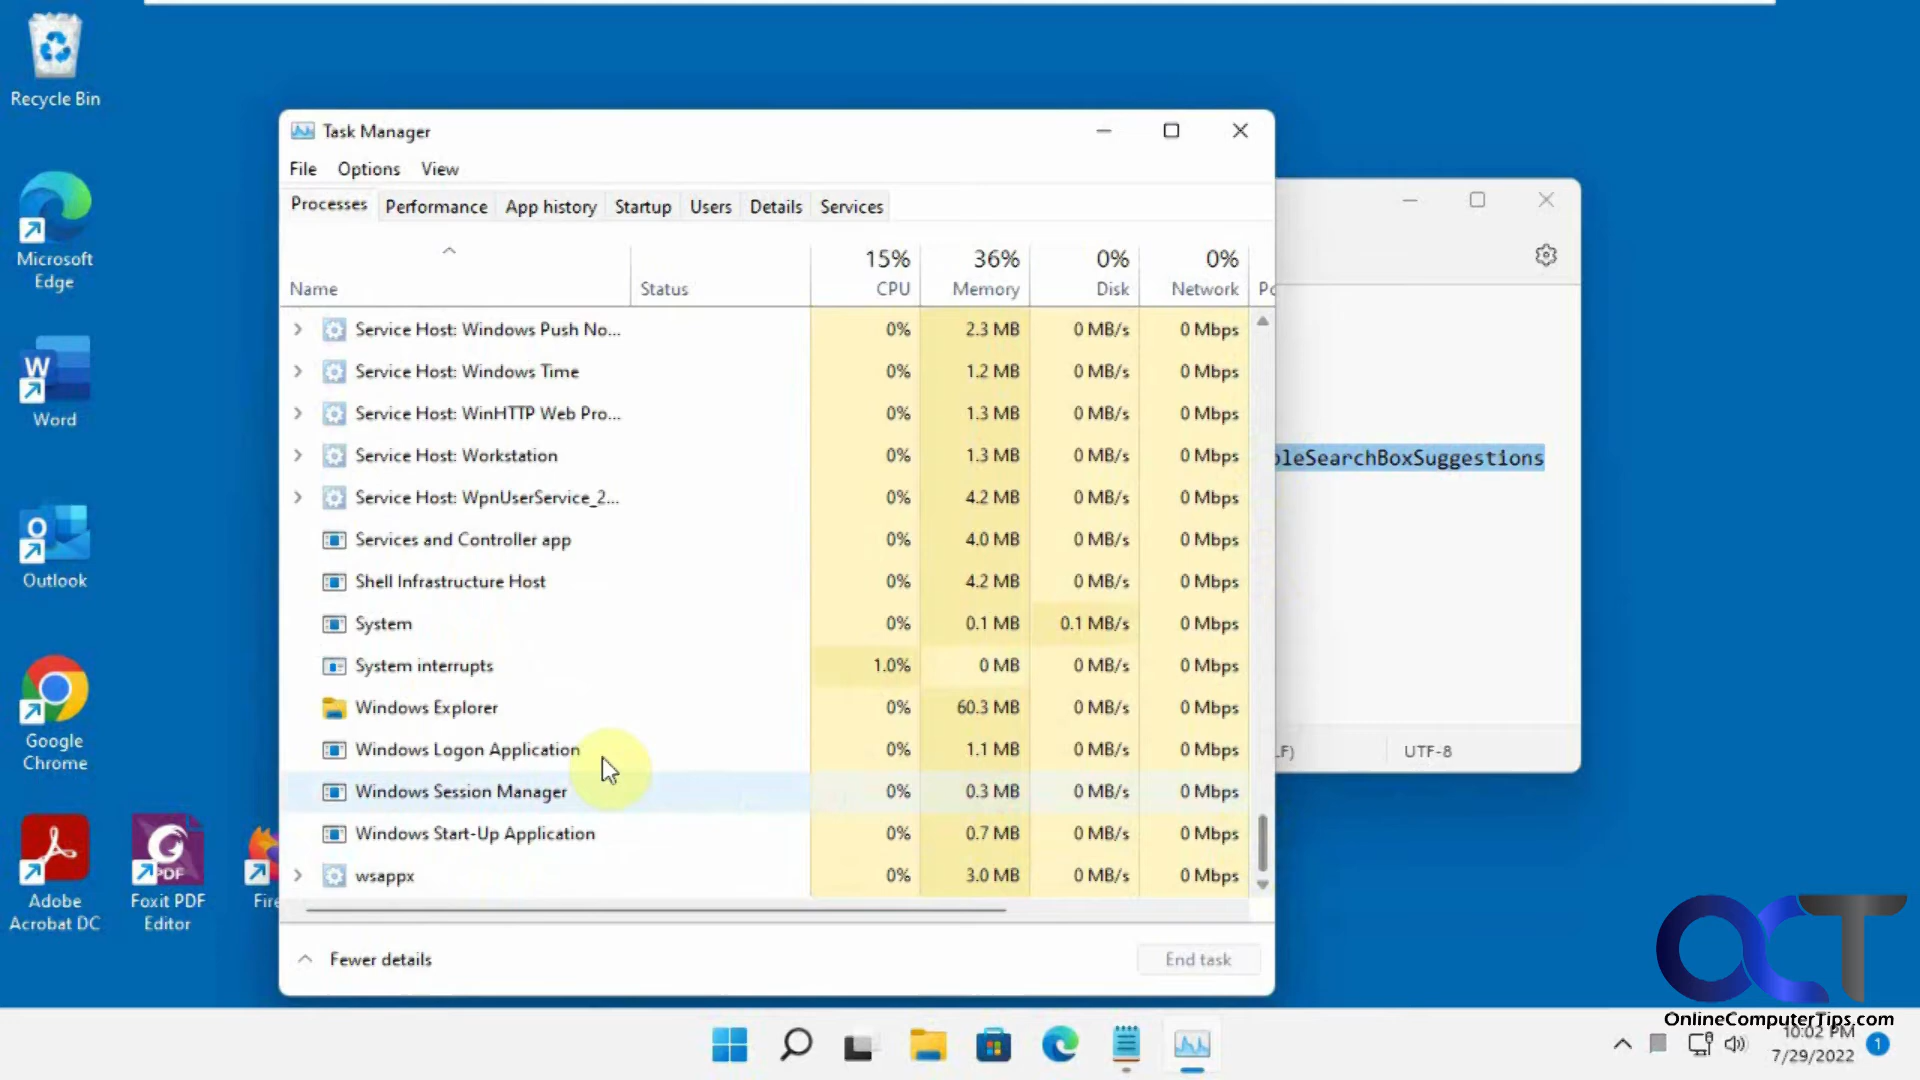 Recycle Bin
Microsoft
Edge
Word
Outlook
Google
Chrome
Adobe
Acrobat DC
PDF
Foxit PDF
Editor
Task Manager
File Options View
Processes Performance App history Startup Users Details Services
15% 36% 0% 0%
Name Status CPU Memory Disk Network
Service Host: Windows Push No... 0% 2.3 MB 0 MB/s 0 Mbps
Service Host: Windows Time 0% 1.2 MB 0 MB/s 0 Mbps
Service Host: WinHTTP Web Pro... 0% 1.3 MB 0 MB/s 0 Mbps
Service Host: Workstation 0% 1.3 MB 0 MB/s 0 Mbps
Service Host: WpnUserService_2... 0% 4.2 MB 0 MB/s 0 Mbps
Services and Controller app 0% 4.0 MB 0 MB/s 0 Mbps
Shell Infrastructure Host 0% 4.2 MB 0 MB/s 0 Mbps
System 0% 0.1 MB 0.1 MB/s 0 Mbps
System interrupts 1.0% 0 MB 0 MB/s 0 Mbps
Windows Explorer 0% 60.3 MB 0 MB/s 0 Mbps
Windows Logon Application 0% 1.1 MB 0 MB/s 0 Mbps
Windows Session Manager 0% 0.3 MB 0 MB/s 0 Mbps
Windows Start-Up Application 0% 0.7 MB 0 MB/s 0 Mbps
wsappx 0% 3.0 MB 0 MB/s 0 Mbps
Fewer details End task
leSearchBoxSuggestions
LF) UTF-8
OCT
OnlineComputerTips.com
10:02 PM
7/29/2022 1